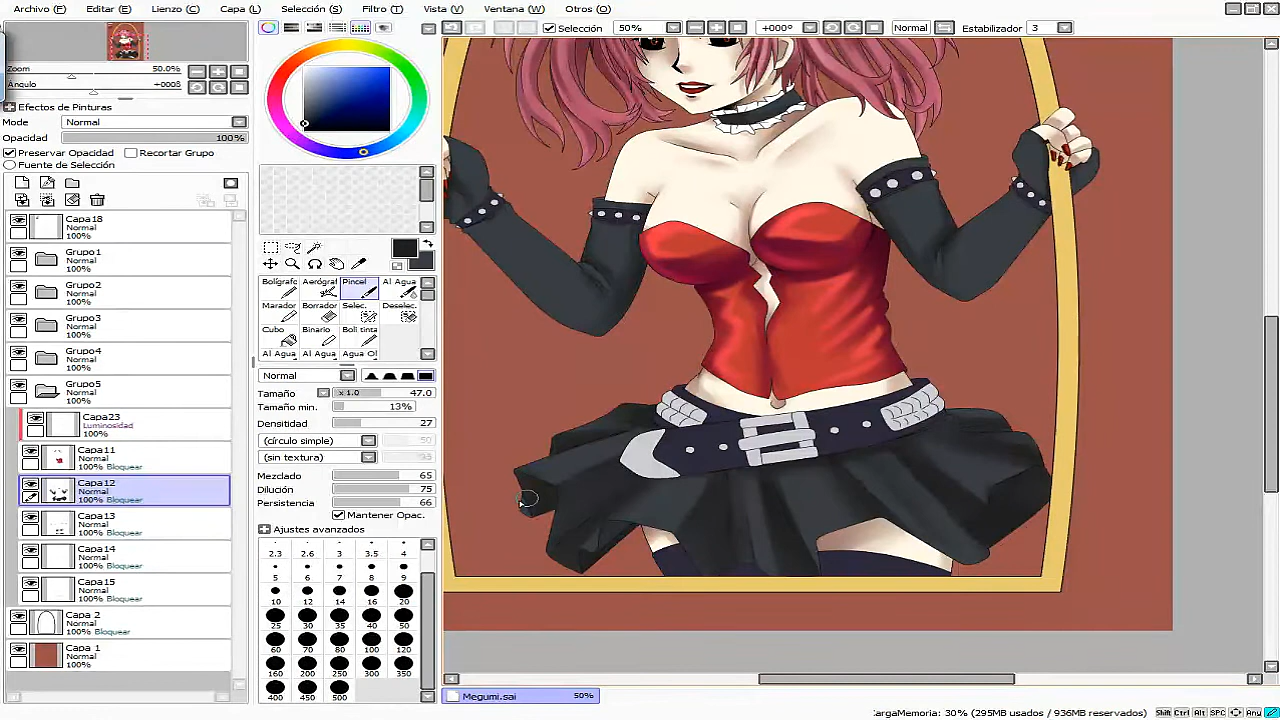 Archivo (F) Editar (E) Lienzo (C) Capa (L) Selección (S) Filtro (T) Vista (V) Ventana (W) Otros (O)
Selección 50% +000° Normal Estabilizador 3
Zoom 50.0%
Ángulo +000$
Efectos de Pinturas
Mode Normal
Opacidad 100%
Preservar Opacidad Recortar Grupo
Fuente de Selección
Capa18
Normal
100%
Grupo1
Normal
100%
Grupo2
Normal
100%
Grupo3
Normal
100%
Grupo4
Normal
100%
Grupo5
Normal
100%
Capa23
Luminosidad
100%
Capa11
Normal
100% Bloquear
Capa12
Normal
100% Bloquear
Capa13
Normal
100% Bloquear
Capa14
Normal
100% Bloquear
Capa15
Normal
100% Bloquear
Capa 2
Normal
100% Bloquear
Capa 1
Normal
100%
Bolígrafo Aerógrafo Pincel Al Agua
Marador Borrador Selec. Deselec.
Cubo Binario Boli tinta
Al Agua Al Agua Agua Ol
Normal
Tamaño x 1.0 47.0
Tamaño min. 13%
Densitidad 27
(círculo simple) 50
(sin textura) 95
Mezclado 65
Dilución 75
Persistencia 66
Mantener Opac.
Ajustes avanzados
2.3 2.6 3 3.5 4
5 6 7 8 9
10 12 14 16 20
25 30 35 40 50
60 70 80 100 120
160 200 250 300 350
400 450 500
Megumi.sai 50%
CargaMemoria: 30% (295MB usados / 936MB reservados) Shift Ctrl Alt SPC Any